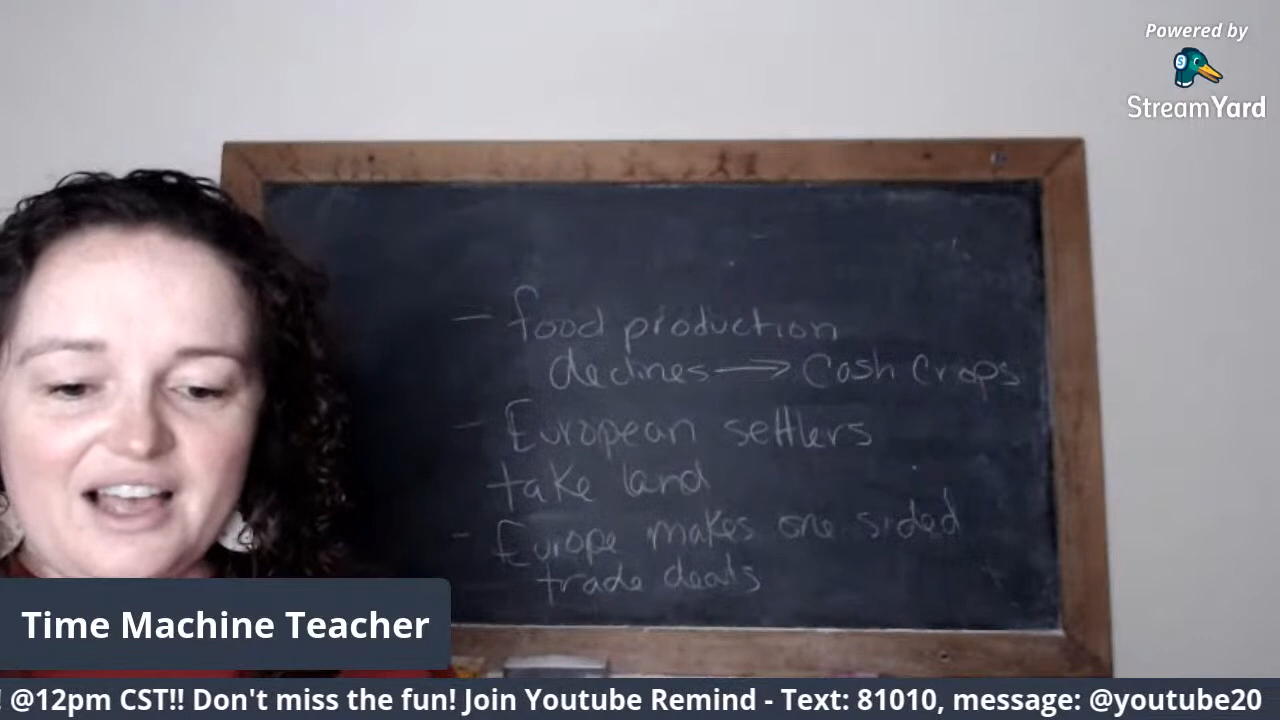 Powered by
StreamYard
- food production
declines → Cash Crops
- European settlers
take land
- Europe makes one sided
trade deals
Time Machine Teacher
! @12pm CST!! Don't miss the fun! Join Youtube Remind - Text: 81010, message: @youtube20